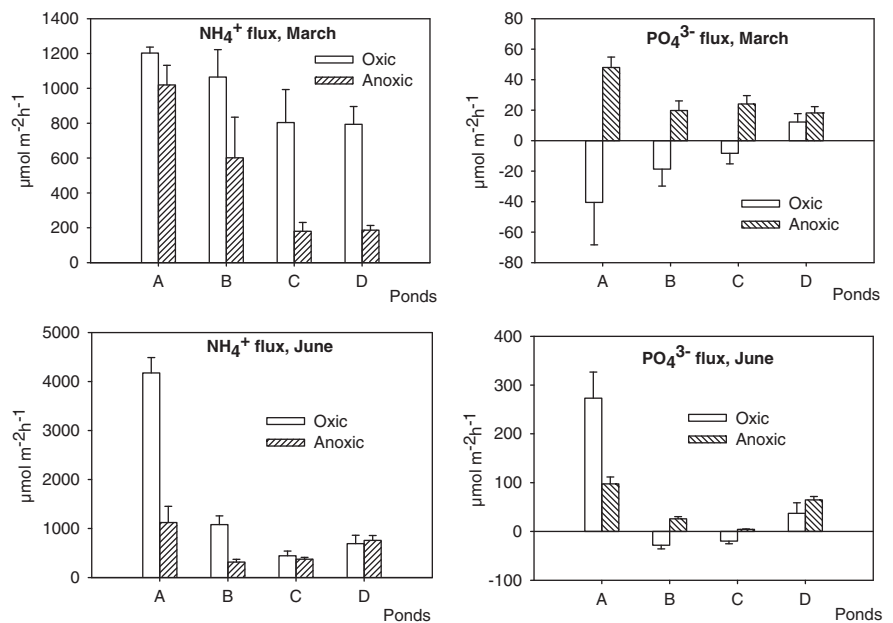 NH₄⁺ flux, March
Oxic
Anoxic
µmol m⁻²h⁻¹
1400
1200
1000
800
600
400
200
0
A B C D
Ponds
PO₄³⁻ flux, March
Oxic
Anoxic
µmol m⁻²h⁻¹
80
60
40
20
0
-20
-40
-60
-80
A B C D
Ponds
NH₄⁺ flux, June
Oxic
Anoxic
µmol m⁻²h⁻¹
5000
4000
3000
2000
1000
1000
0
A B C D
Ponds
PO₄³⁻ flux, June
Oxic
Anoxic
µmol m⁻²h⁻¹
400
300
200
100
0
-100
A B C D
Ponds